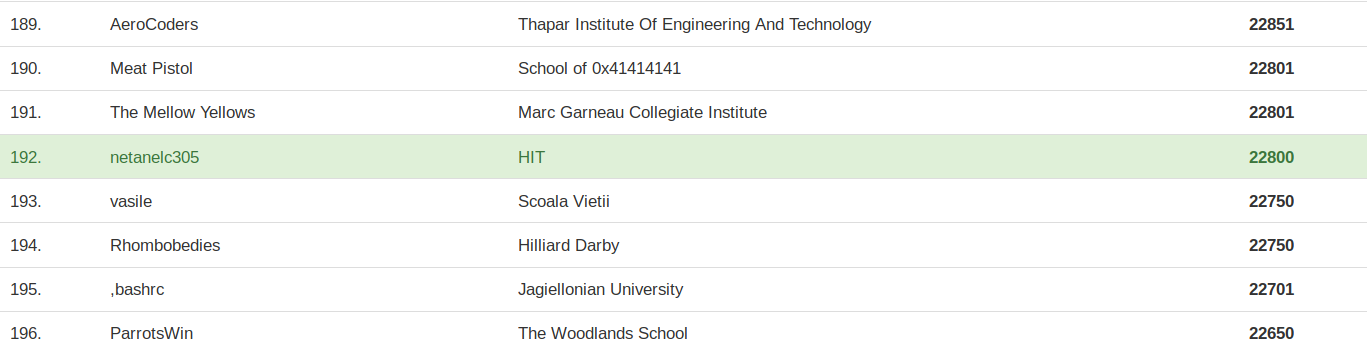 189. AeroCoders Thapar Institute Of Engineering And Technology 22851
190. Meat Pistol School of 0x41414141 22801
191. The Mellow Yellows Marc Garneau Collegiate Institute 22801
192. netanelc305 HIT 22800
193. vasile Scoala Vietii 22750
194. Rhombobedies Hilliard Darby 22750
195. ,bashrc Jagiellonian University 22701
196. ParrotsWin The Woodlands School 22650